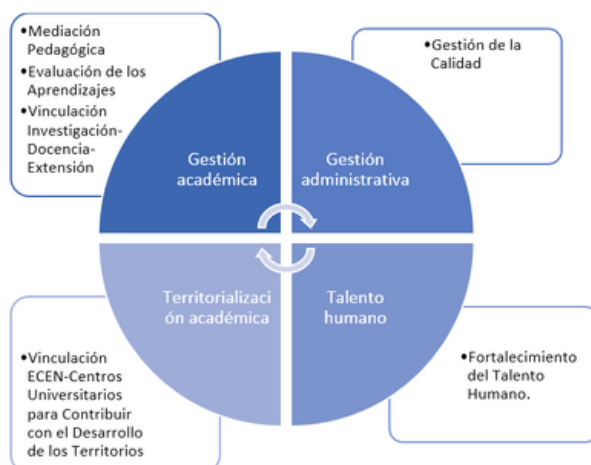 •Mediación
Pedagógica
•Evaluación de los
Aprendizajes
•Vinculación
Investigación-
Docencia-
Extensión
Gestión
académica
•Gestión de la
Calidad
Gestión
administrativa
Territorializaci
ón académica
•Vinculación
ECEN-Centros
Universitarios
para Contribuir
con el Desarrollo
de los Territorios
Talento
humano
•Fortalecimiento
del Talento
Humano.